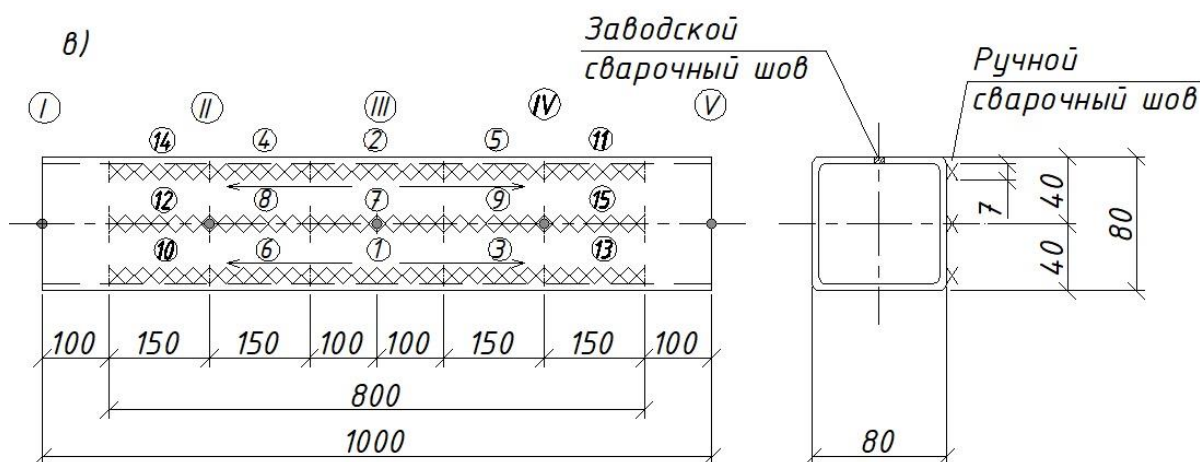 в)
Заводской
сварочный шов
Ручной
сварочный шов
I II III IV V
14 4 2 5 11
12 8 7 9 15
10 6 1 3 13
7
40
40
80
100 150 150 100 100 150 150 100
800
1000
80